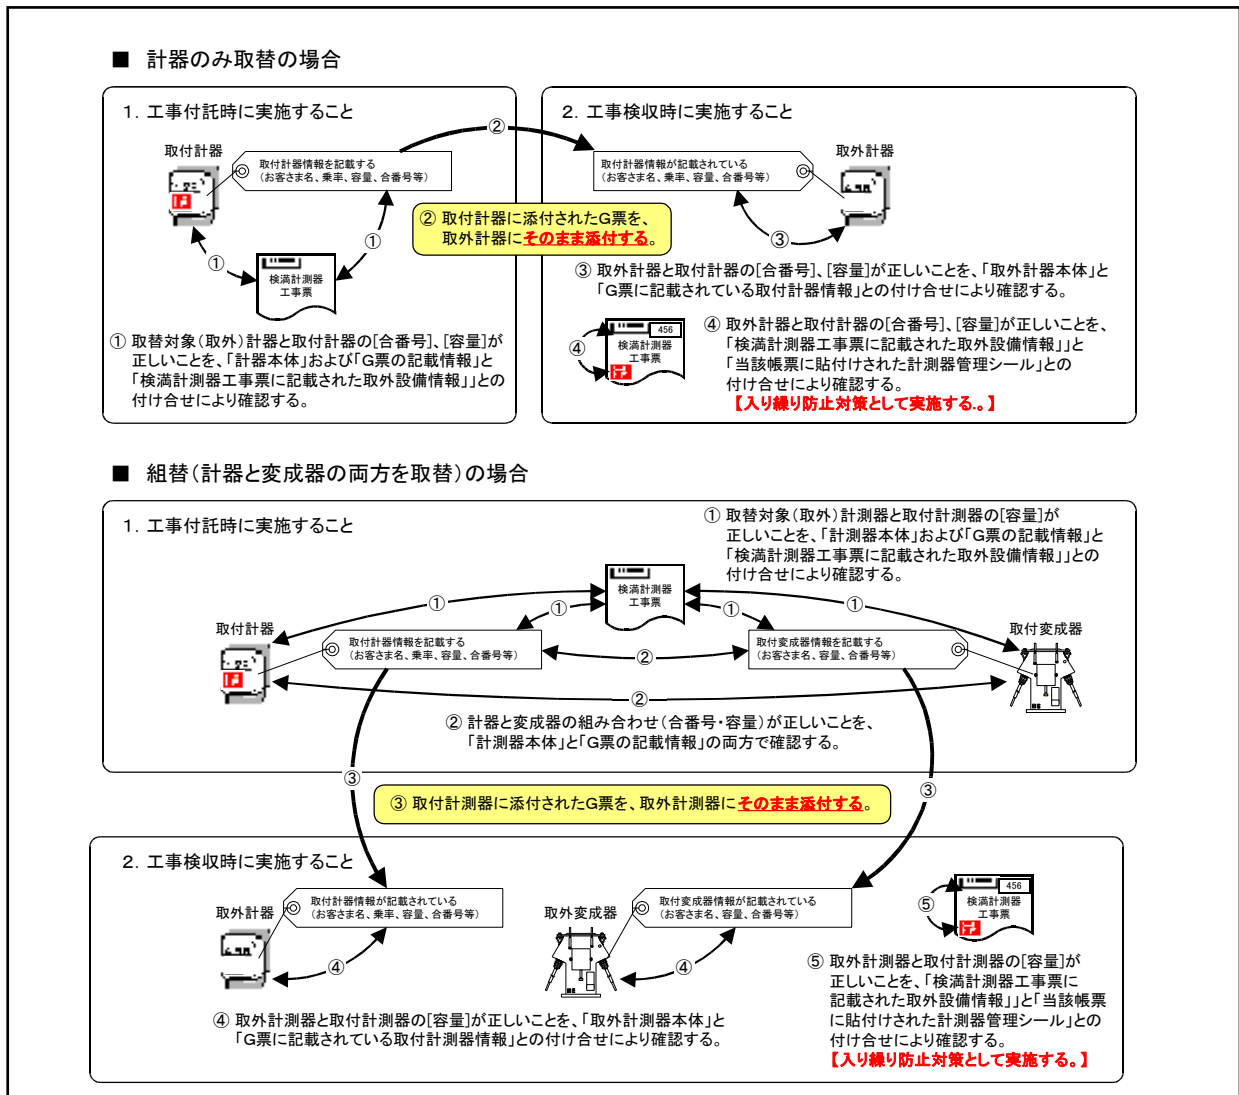 ■ 計器のみ取替の場合
1．工事付託時に実施すること
取付計器
取付計器情報を記載する
（お客さま名、乗率、容量、合番号等）
①
①
検満計測器
工事票
① 取替対象（取外）計器と取付計器の[合番号]、[容量]が
正しいことを、「計器本体」および「G票の記載情報」と
「検満計測器工事票に記載された取外設備情報」」との
付け合せにより確認する。
②
② 取付計器に添付されたG票を、
取外計器にそのまま添付する。
2．工事検収時に実施すること
取付計器情報が記載されている
（お客さま名、乗率、容量、合番号等）
取外計器
③
③ 取外計器と取付計器の[合番号]、[容量]が正しいことを、「取外計器本体」と
「G票に記載されている取付計器情報」との付け合せにより確認する。
456
検満計測器
工事票
④
④ 取外計器と取付計器の[合番号]、[容量]が正しいことを、
「検満計測器工事票に記載された取外設備情報」」と
「当該帳票に貼付けされた計測器管理シール」との
付け合せにより確認する。
【入り繰り防止対策として実施する.。】
■ 組替（計器と変成器の両方を取替）の場合
1．工事付託時に実施すること
① 取替対象（取外）計測器と取付計測器の[容量]が
正しいことを、「計測器本体」および「G票の記載情報」と
「検満計測器工事票に記載された取外設備情報」」との
付け合せにより確認する。
検満計測器
工事票
①
①
①
①
取付計器
取付計器情報を記載する
（お客さま名、乗率、容量、合番号等）
②
取付変成器情報を記載する
（お客さま名、容量、合番号等）
取付変成器
②
② 計器と変成器の組み合わせ（合番号・容量）が正しいことを、
「計測器本体」と「G票の記載情報」の両方で確認する。
③
③
③ 取付計測器に添付されたG票を、取外計測器にそのまま添付する。
2．工事検収時に実施すること
取外計器
取付計器情報が記載されている
（お客さま名、乗率、容量、合番号等）
④
取外変成器
取付変成器情報が記載されている
（お客さま名、容量、合番号等）
④
④ 取外計測器と取付計測器の[容量]が正しいことを、「取外計測器本体」と
「G票に記載されている取付計測器情報」との付け合せにより確認する。
456
検満計測器
工事票
⑤
⑤ 取外計測器と取付計測器の[容量]が
正しいことを、「検満計測器工事票に
記載された取外設備情報」」と「当該帳票
に貼付けされた計測器管理シール」との
付け合せにより確認する。
【入り繰り防止対策として実施する。】